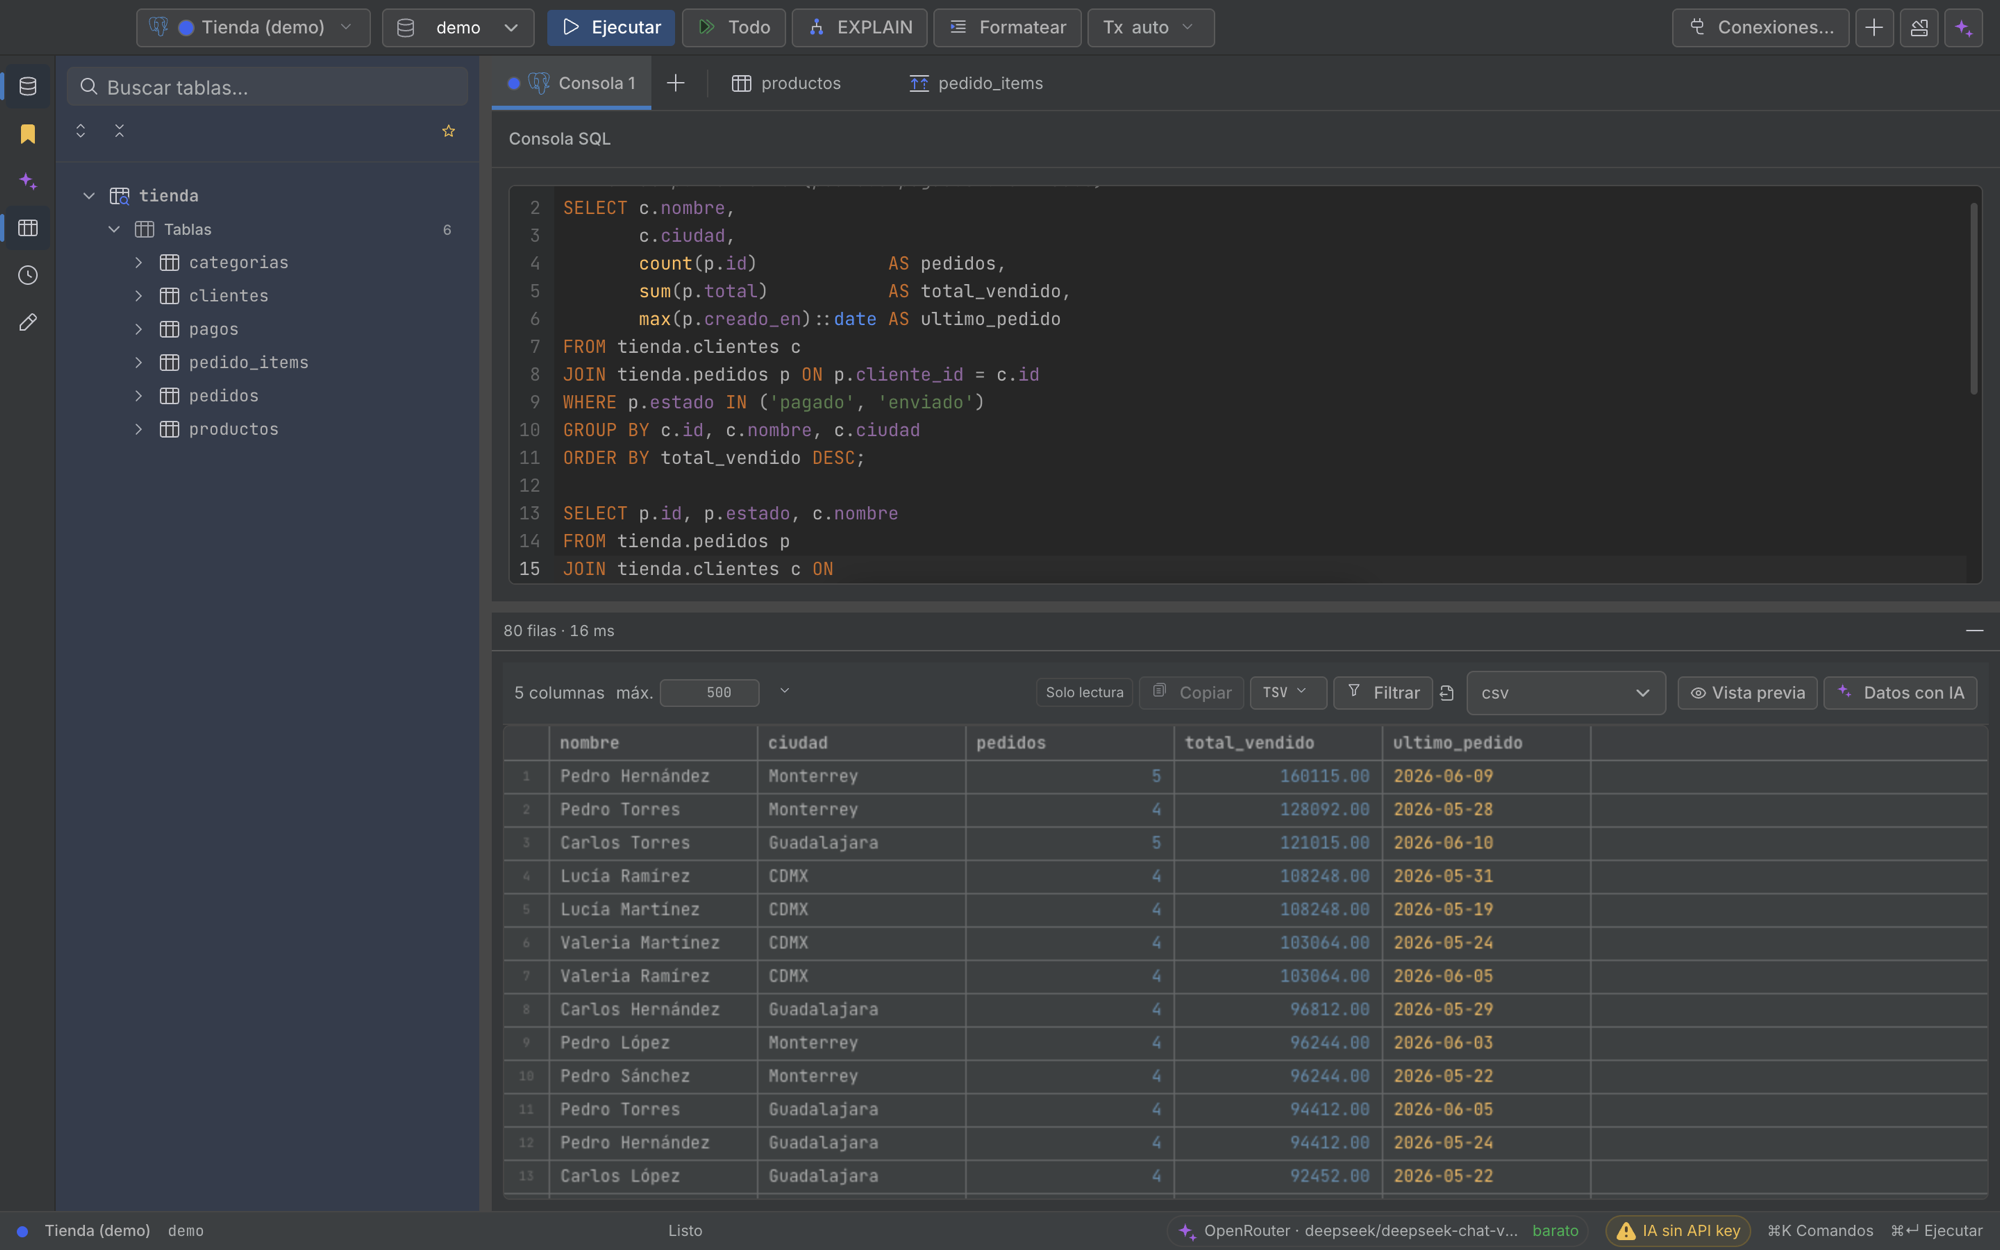 Tienda (demo)
demo
Ejecutar
Todo
EXPLAIN
Formatear
Tx auto
Conexiones...
Buscar tablas...
tienda
Tablas 6
categorias
clientes
pagos
pedido_items
pedidos
productos
Consola 1
productos
pedido_items
Consola SQL
2 SELECT c.nombre,
3 c.ciudad,
4 count(p.id) AS pedidos,
5 sum(p.total) AS total_vendido,
6 max(p.creado_en)::date AS ultimo_pedido
7 FROM tienda.clientes c
8 JOIN tienda.pedidos p ON p.cliente_id = c.id
9 WHERE p.estado IN ('pagado', 'enviado')
10 GROUP BY c.id, c.nombre, c.ciudad
11 ORDER BY total_vendido DESC;
12
13 SELECT p.id, p.estado, c.nombre
14 FROM tienda.pedidos p
15 JOIN tienda.clientes c ON
80 filas · 16 ms
5 columnas máx. 500
Solo lectura
Copiar
TSV
Filtrar
csv
Vista previa
Datos con IA
nombre ciudad pedidos total_vendido ultimo_pedido
1 Pedro Hernández Monterrey 5 160115.00 2026-06-09
2 Pedro Torres Monterrey 4 128092.00 2026-05-28
3 Carlos Torres Guadalajara 5 121015.00 2026-06-10
4 Lucía Ramírez CDMX 4 108248.00 2026-05-31
5 Lucía Martínez CDMX 4 108248.00 2026-05-19
6 Valeria Martínez CDMX 4 103064.00 2026-05-24
7 Valeria Ramírez CDMX 4 103064.00 2026-06-05
8 Carlos Hernández Guadalajara 4 96812.00 2026-05-29
9 Pedro López Monterrey 4 96244.00 2026-06-03
10 Pedro Sánchez Monterrey 4 96244.00 2026-05-22
11 Pedro Torres Guadalajara 4 94412.00 2026-06-05
12 Pedro Hernández Guadalajara 4 94412.00 2026-05-24
13 Carlos López Guadalajara 4 92452.00 2026-05-22
Tienda (demo) demo
Listo
OpenRouter · deepseek/deepseek-chat-v... barato
IA sin API key
⌘K Comandos
⌘↵ Ejecutar